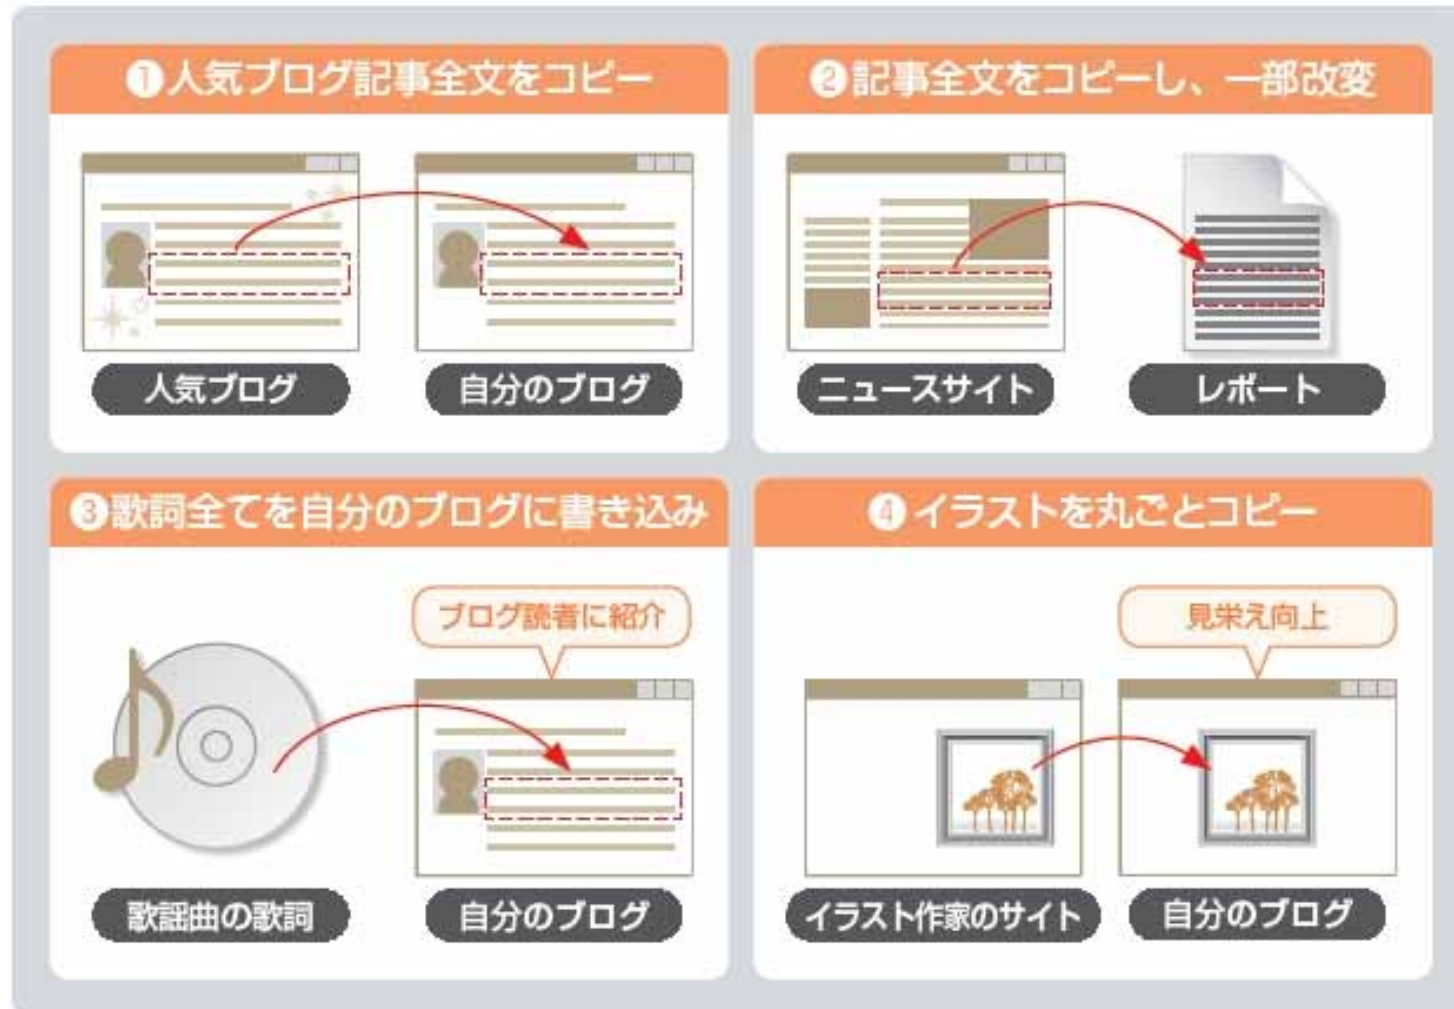 ❶人気ブログ記事全文をコピー
人気ブログ
自分のブログ
❷記事全文をコピーし、一部改変
ニュースサイト
レポート
❸歌詞全てを自分のブログに書き込み
ブログ読者に紹介
歌謡曲の歌詞
自分のブログ
❹イラストを丸ごとコピー
見栄え向上
イラスト作家のサイト
自分のブログ